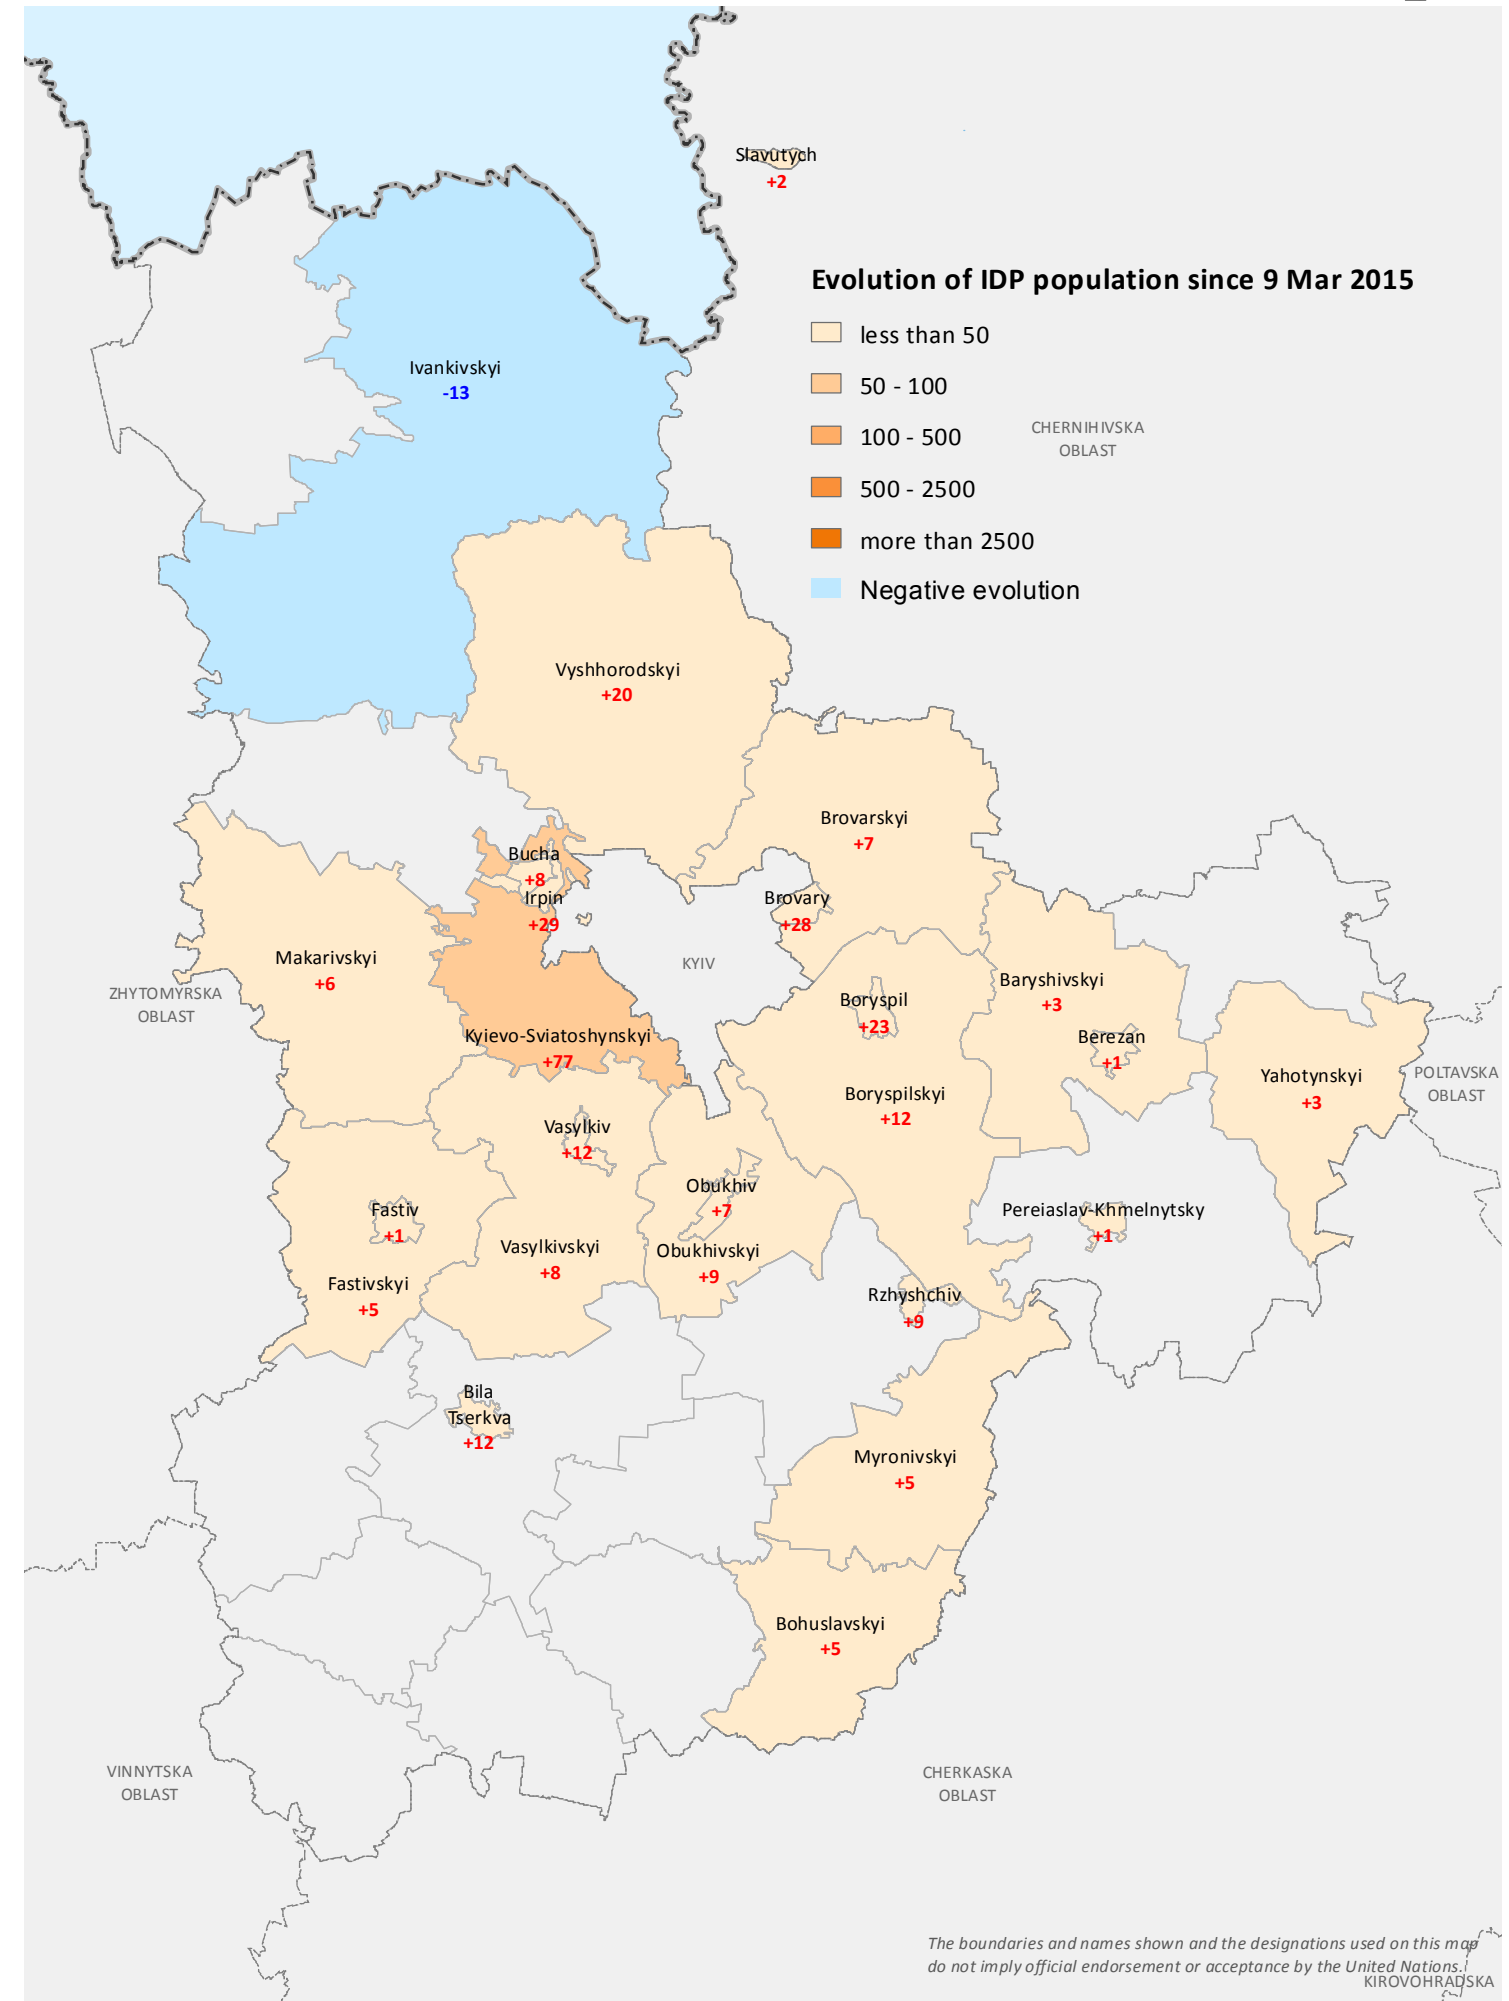 Slavutych
+2
Evolution of IDP population since 9 Mar 2015
less than 50
50 - 100
100 - 500
500 - 2500
more than 2500
Negative evolution
Ivankivskyi
-13
CHERNIHIVSKA
OBLAST
Vyshhorodskyi
+20
Brovarskyi
+7
Bucha
+8
Irpin
+29
Brovary
+28
KYIV
Makarivskyi
+6
ZHYTOMYRSKA
OBLAST
Baryshivskyi
+3
Boryspil
+23
Berezan
+1
Kyievo-Sviatoshynskyi
+77
Yahotynskyi
+3
POLTAVSKA
OBLAST
Boryspilskyi
+12
Vasylkiv
+12
Obukhiv
+7
Fastiv
+1
Pereiaslav-Khmelnytsky
+1
Vasylkivskyi
+8
Obukhivskyi
+9
Fastivskyi
+5
Rzhyshchiv
+9
Bila
Tserkva
+12
Myronivskyi
+5
Bohuslavskyi
+5
VINNYTSKA
OBLAST
CHERKASKA
OBLAST
The boundaries and names shown and the designations used on this map
do not imply official endorsement or acceptance by the United Nations.
KIROVOHRADSKA